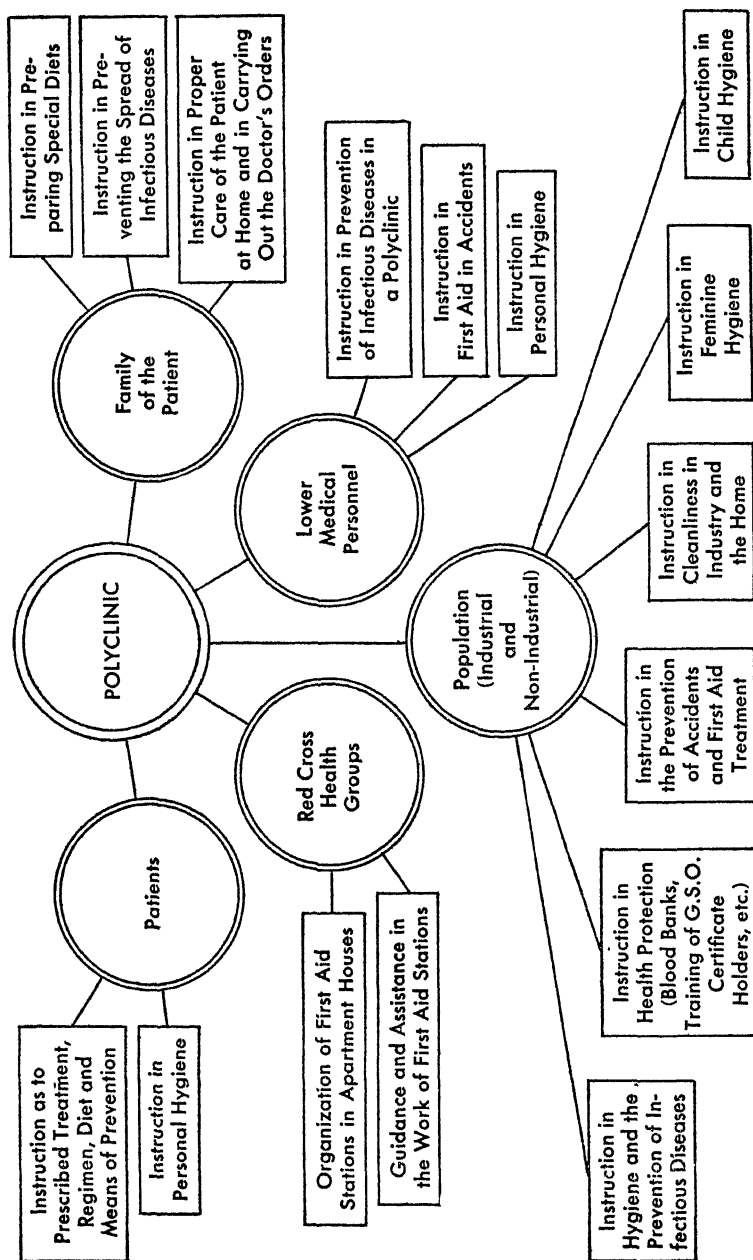 POLYCLINIC
Patients
Instruction as to
Prescribed Treatment,
Regimen, Diet and
Means of Prevention
Instruction in
Personal Hygiene
Red Cross
Health
Groups
Organization of First Aid
Stations in Apartment Houses
Guidance and Assistance in
the Work of First Aid Stations
Family
of the
Patient
Instruction in Pre-
paring Special Diets
Instruction in Pre-
venting the Spread of
Infectious Diseases
Instruction in Proper
Care of the Patient
at Home and in Carrying
Out the Doctor's Orders
Lower
Medical
Personnel
Instruction in Prevention
of Infectious Diseases in
a Polyclinic
Instruction in
First Aid in Accidents
Instruction in
Personal Hygiene
Population
(Industrial
and
Non-Industrial)
Instruction in
Hygiene and the
Prevention of In-
fectious Diseases
Instruction in
Health Protection
(Blood Banks,
Training of G.S.O.
Certificate
Holders, etc.)
Instruction in
the Prevention
of Accidents
and First Aid
Treatment
Instruction in
Cleanliness in
Industry and
the Home
Instruction in
Feminine
Hygiene
Instruction in
Child Hygiene